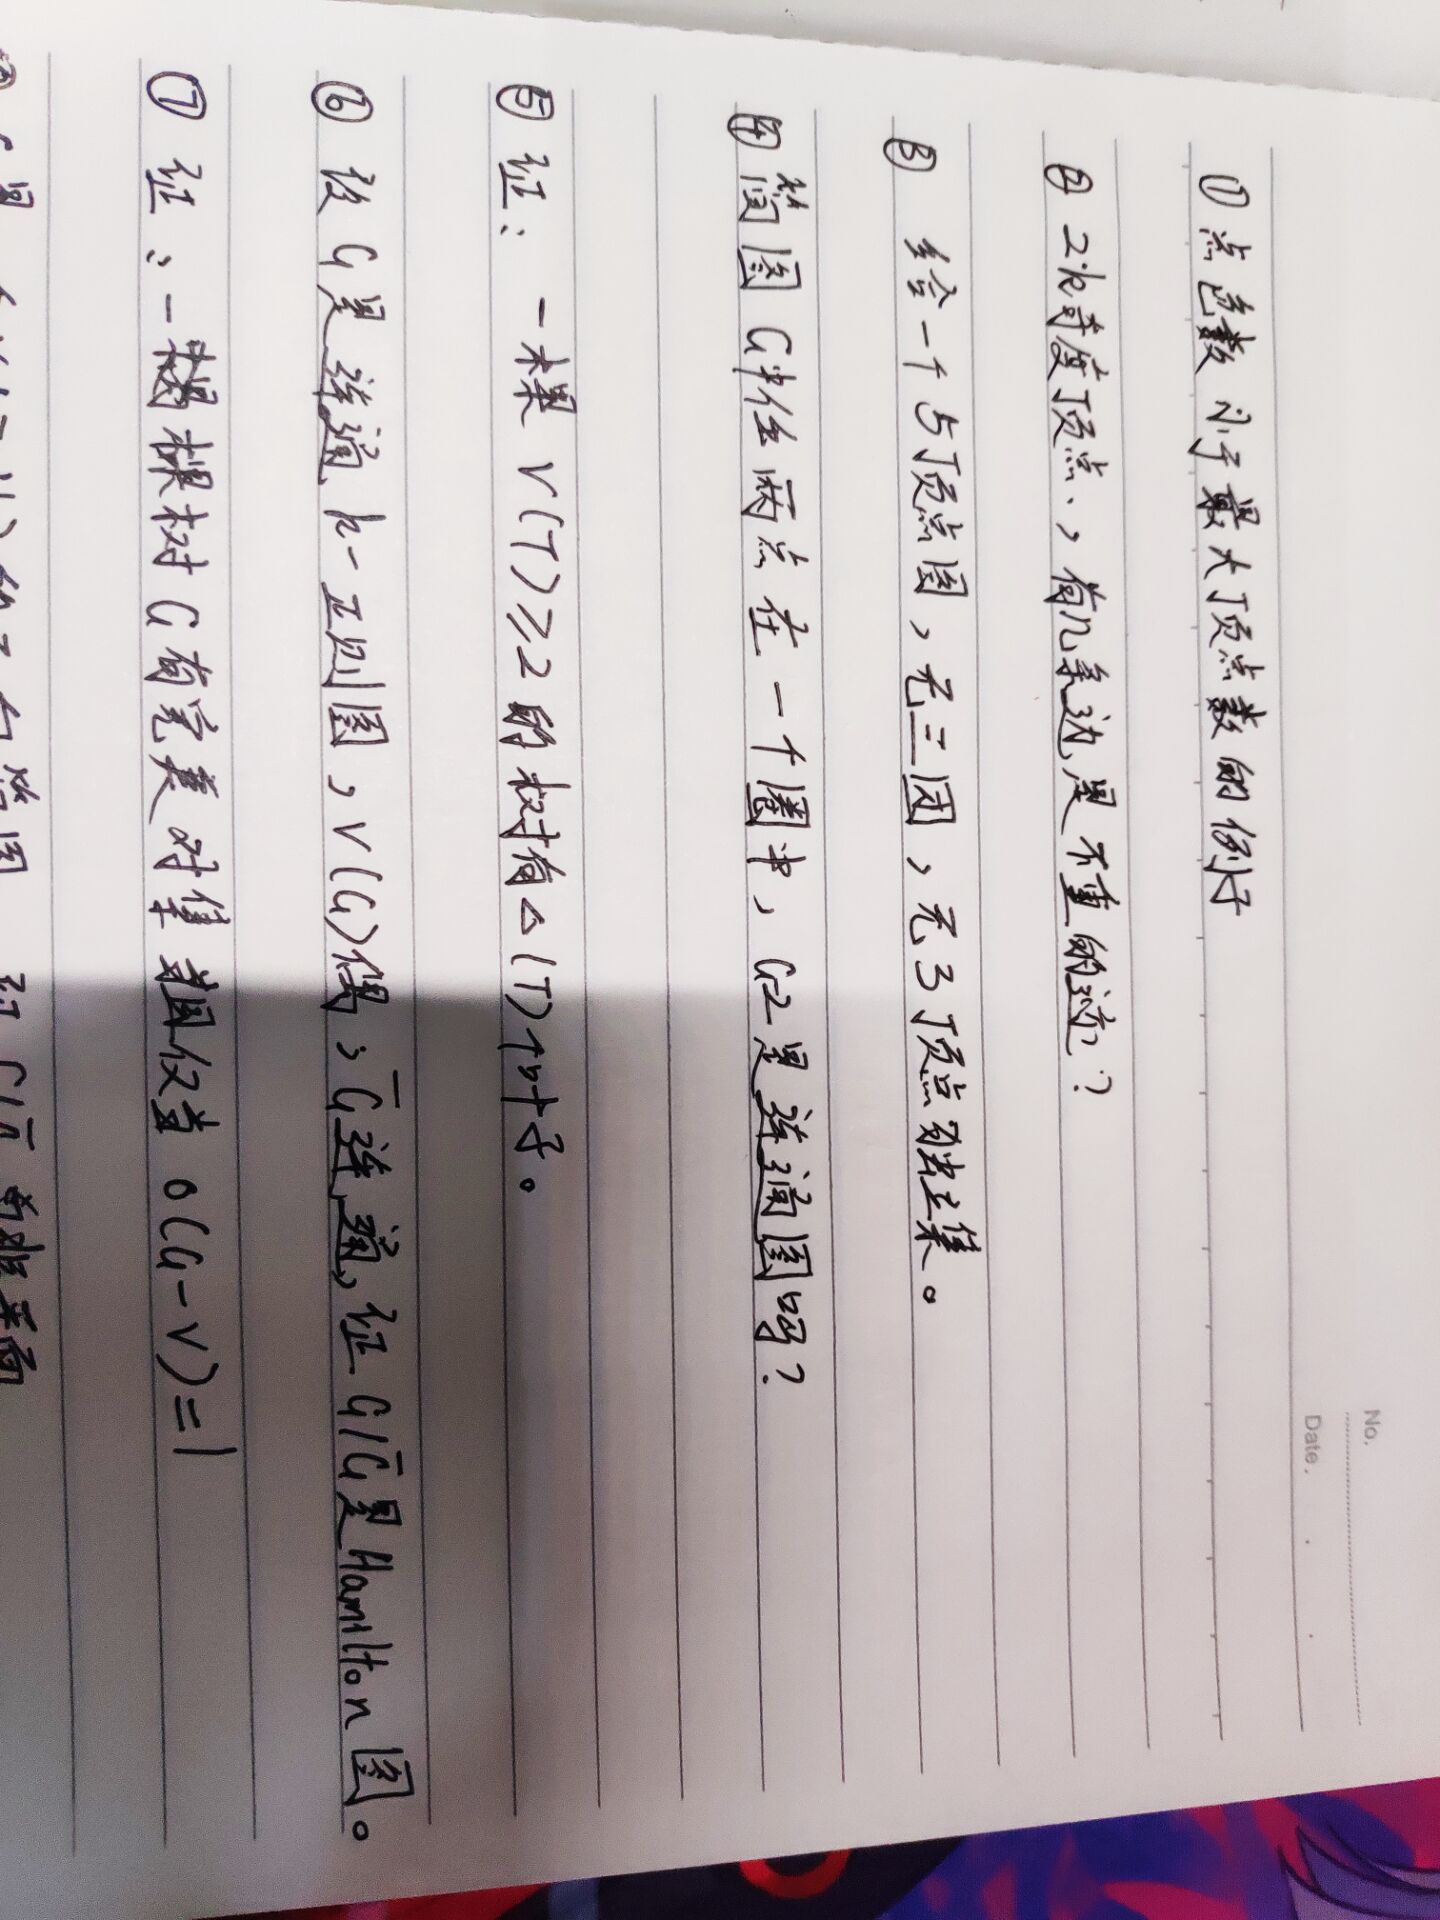 No.
Date.
① 点色数 小于最大顶点数的例子
② 2k奇度顶点., 有几条边是不重的迹?
③ 给一个5顶点图,无三团,无3顶点独立集。
④ 简图 G中任两点在一个圈中, G2是连通图吗?
⑤ 证: 一棵 V(T)≥2 的树有△(T)个叶子。
⑥ 设G是连通k-正则图,V(G)偶, G̅连通,证 G/G̅是Hamilton图。
⑦ 证:一棵树G有完美对集当且仅当 o(G-V)=1